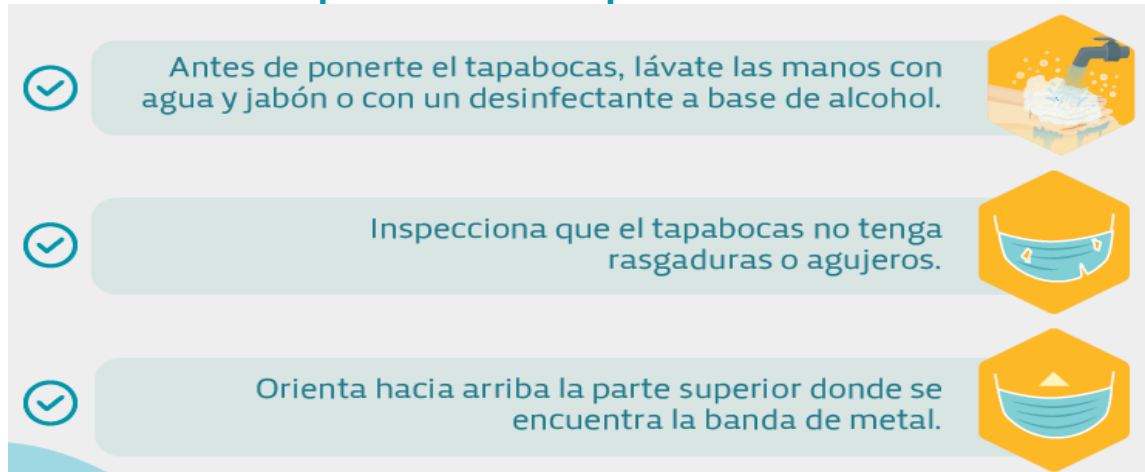 Antes de ponerte el tapabocas, lávate las manos con
agua y jabón o con un desinfectante a base de alcohol.
Inspecciona que el tapabocas no tenga
rasgaduras o agujeros.
Orienta hacia arriba la parte superior donde se
encuentra la banda de metal.